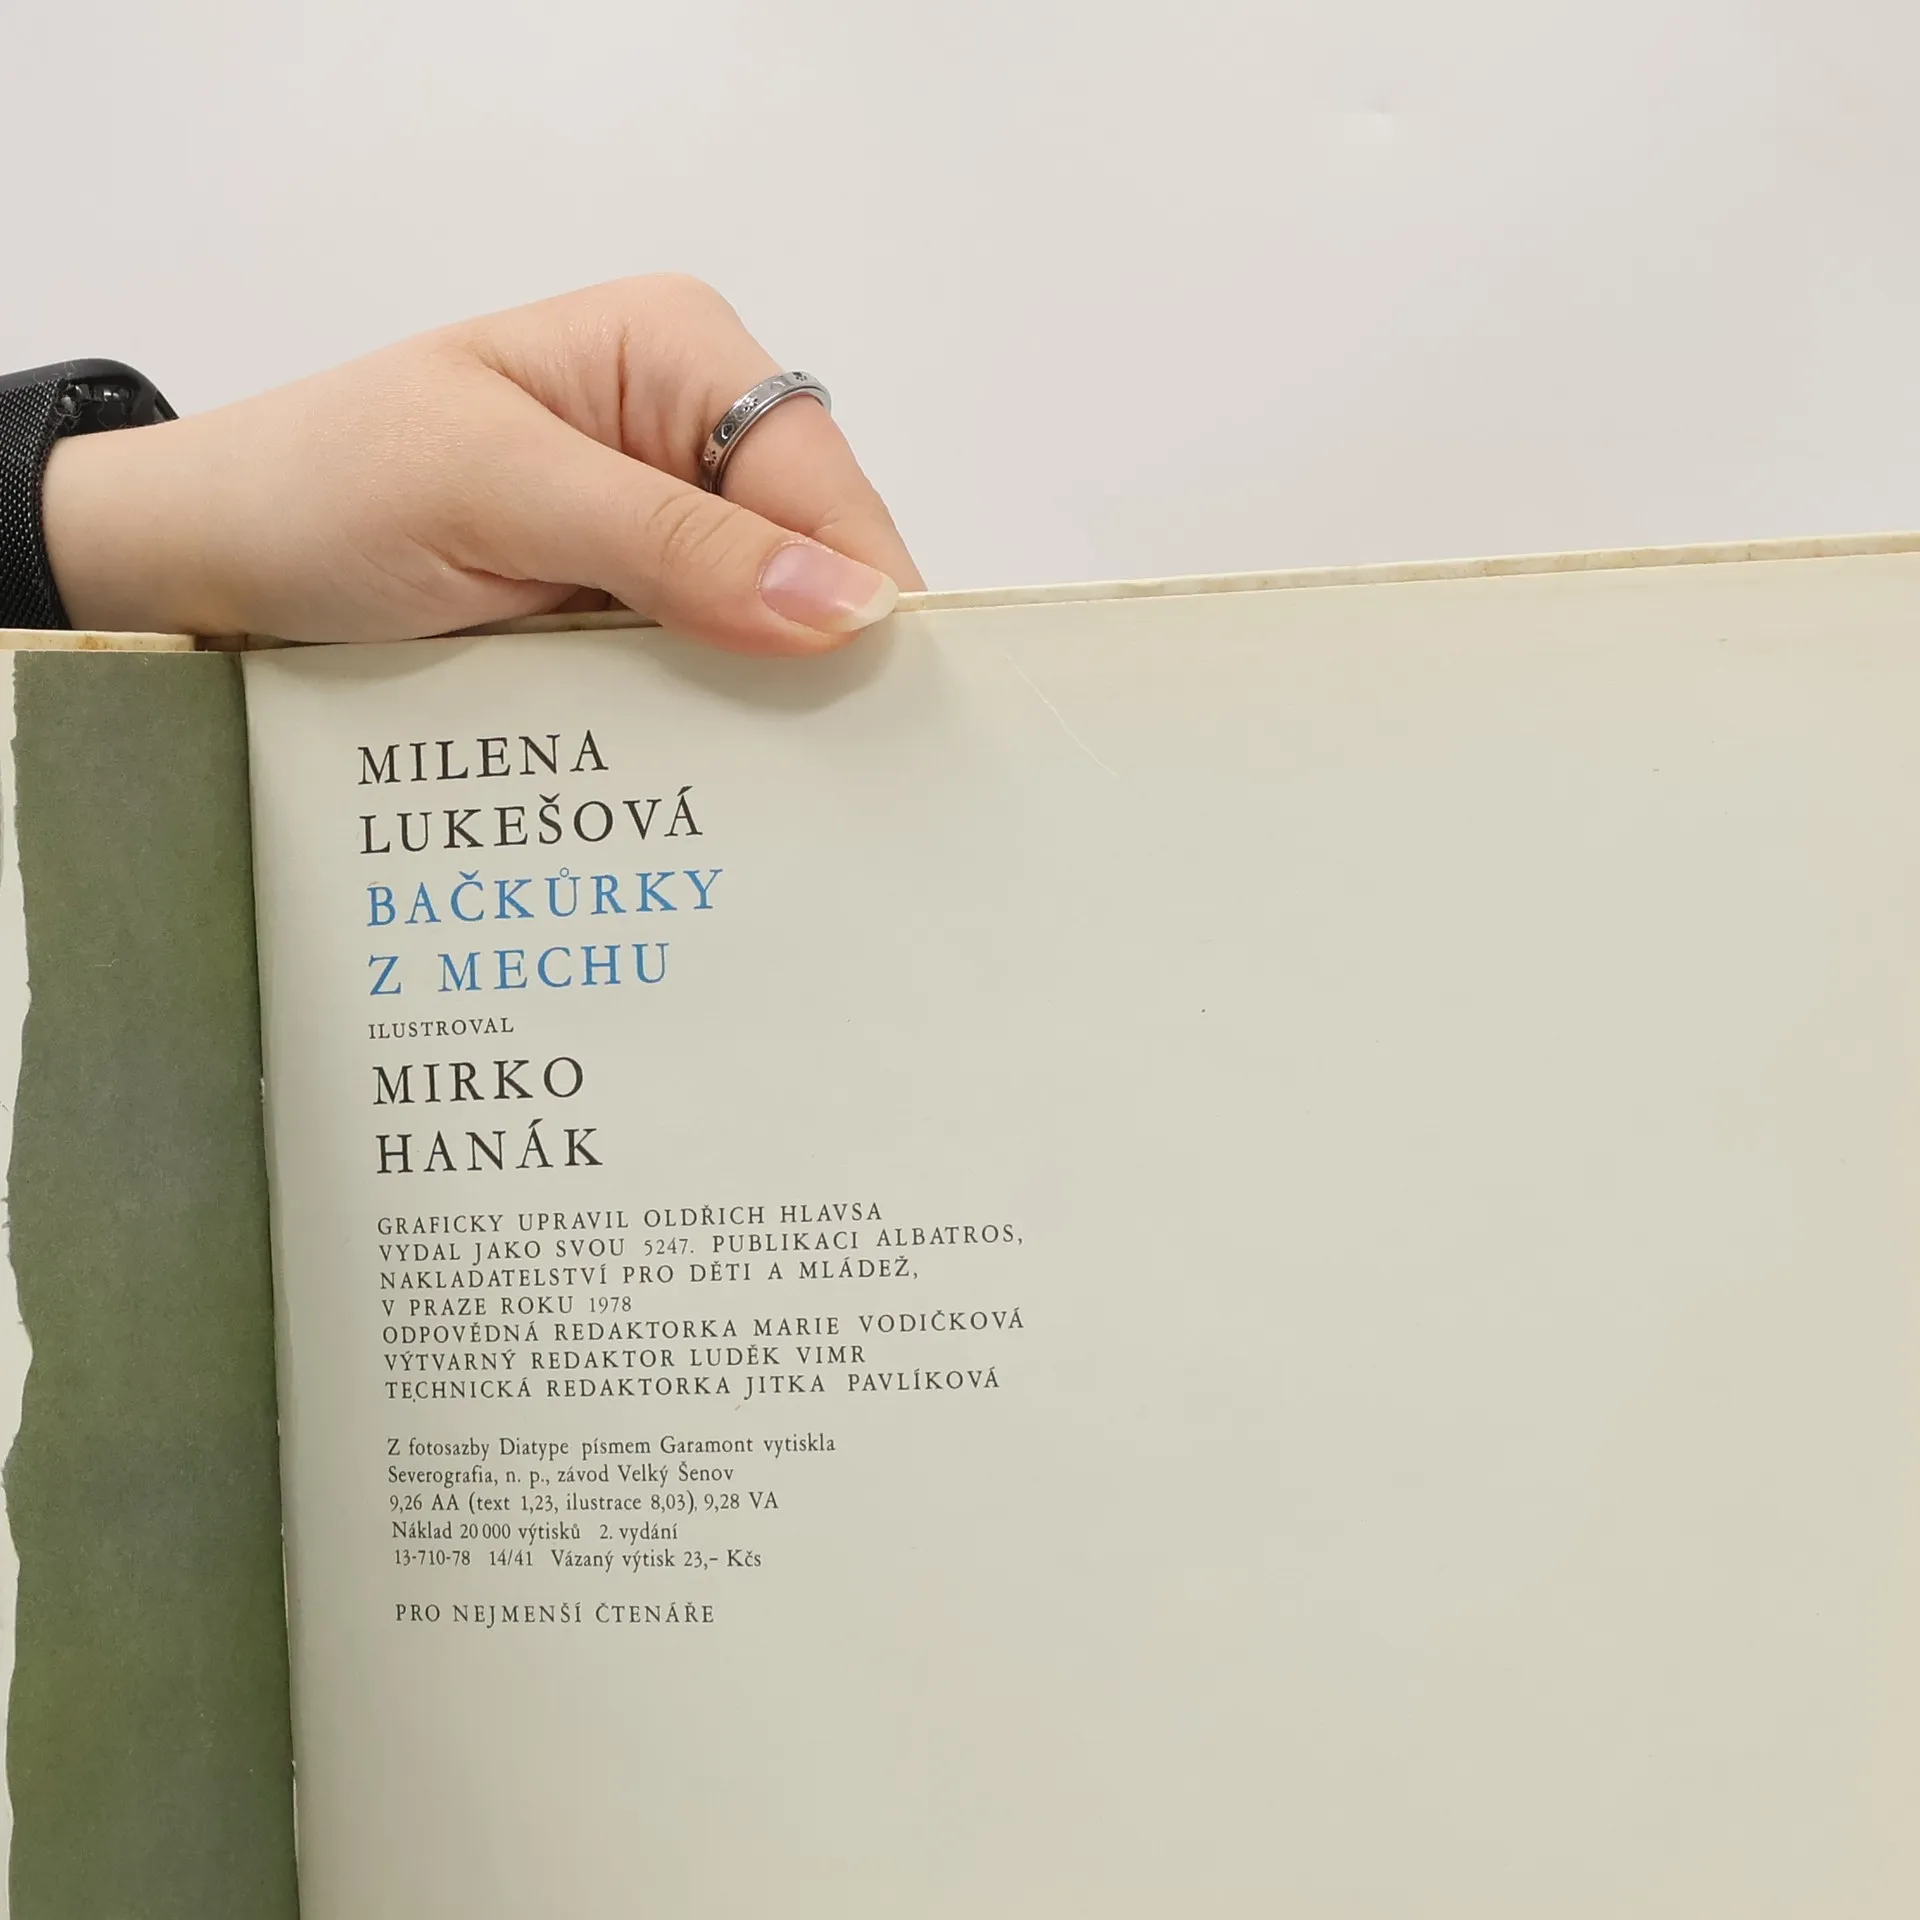 MILENA
LUKEŠOVÁ
BAČKŮRKY
Z MECHU
ILUSTROVAL
MIRKO
HANÁK
GRAFICKY UPRAVIL OLDŘICH HLAVSA
VYDAL JAKO SVOU 5247. PUBLIKACI ALBATROS,
NAKLADATELSTVÍ PRO DĚTI A MLÁDEŽ,
V PRAZE ROKU 1978
ODPOVĚDNÁ REDAKTORKA MARIE VODIČKOVÁ
VÝTVARNÝ REDAKTOR LUDĚK VIMR
TECHNICKÁ REDAKTORKA JITKA PAVLÍKOVÁ
Z fotosazby Diatype písmem Garamont vytiskla
Severografia, n. p., závod Velký Šenov
9,26 AA (text 1,23, ilustrace 8,03), 9,28 VA
Náklad 20 000 výtisků 2. vydání
13-710-78 14/41 Vázaný výtisk 23,– Kčs
PRO NEJMENŠÍ ČTENÁŘE